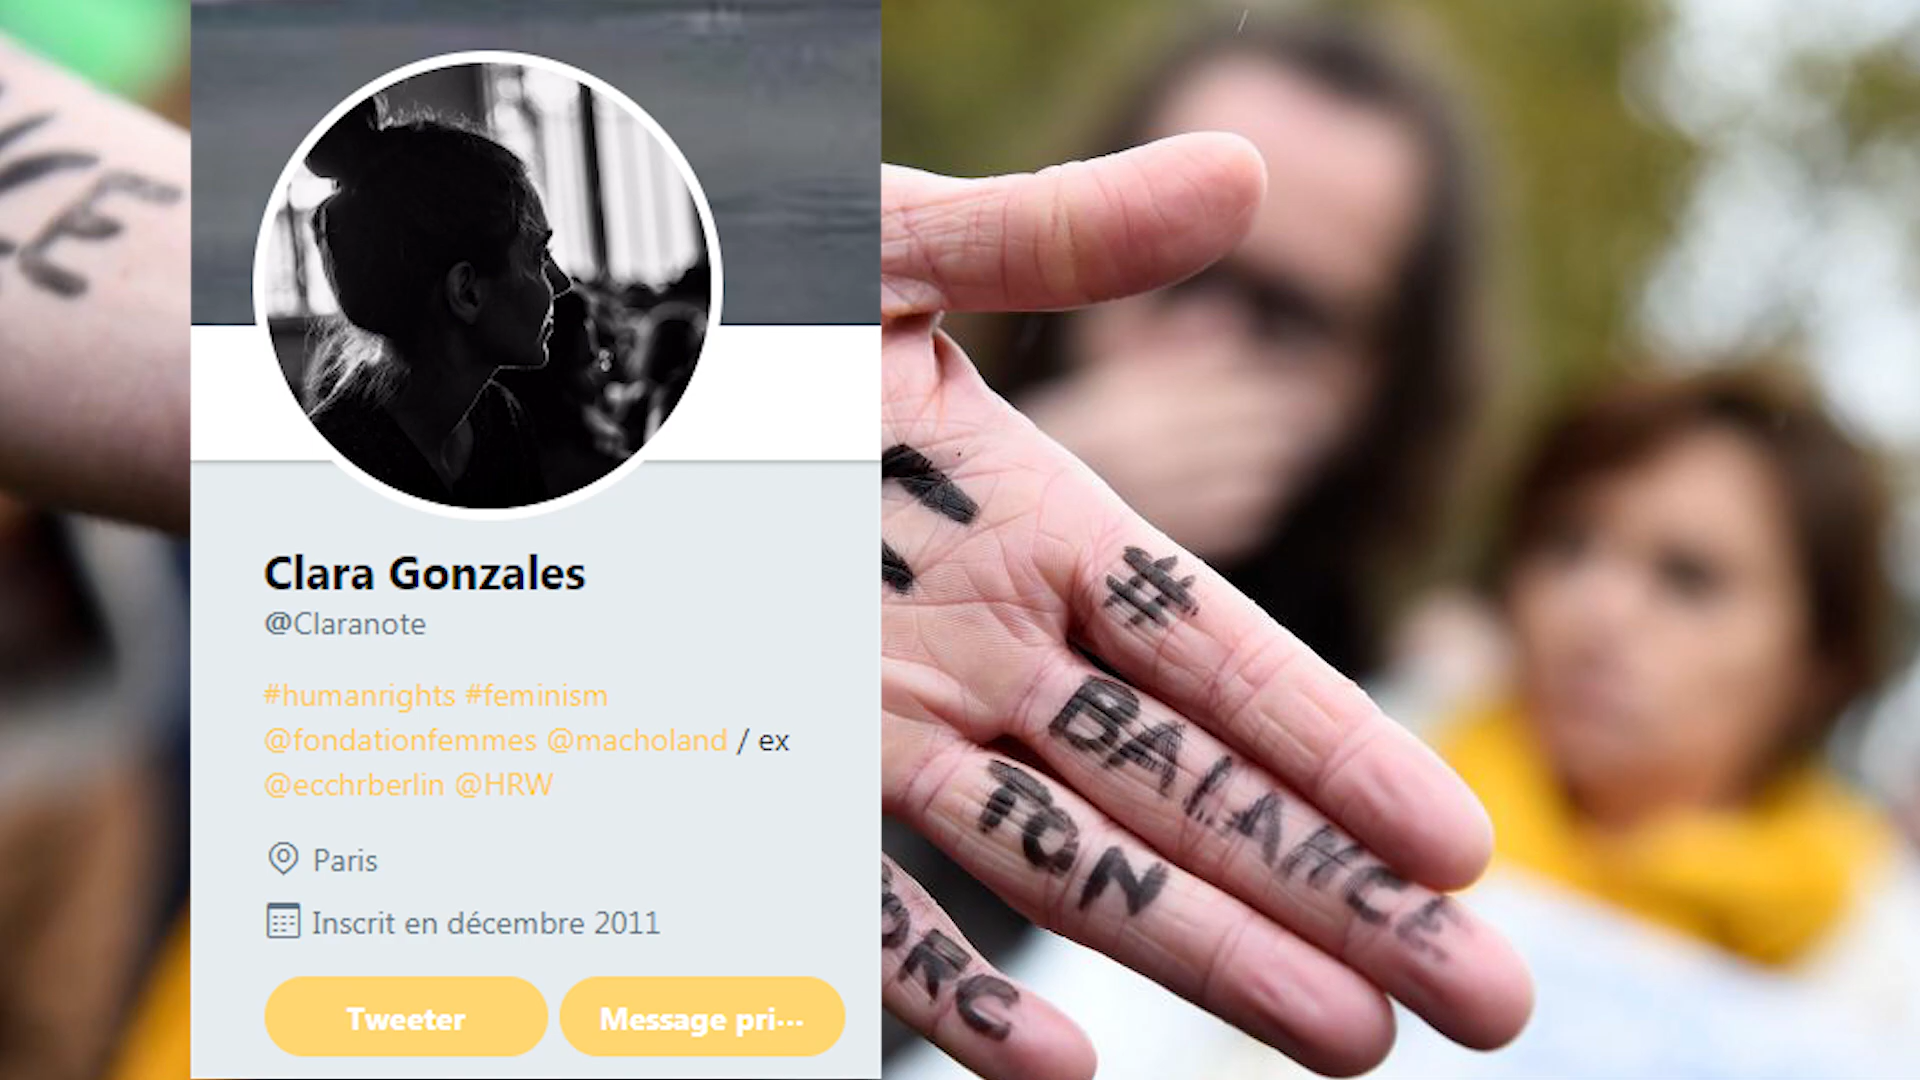 Clara Gonzales
@Claranote
#humanrights #feminism
@fondationfemmes @macholand / ex
@ecchrberlin @HRW
Paris
Inscrit en décembre 2011
Tweeter
Message pri...
#
BALANCE
TON
PORC